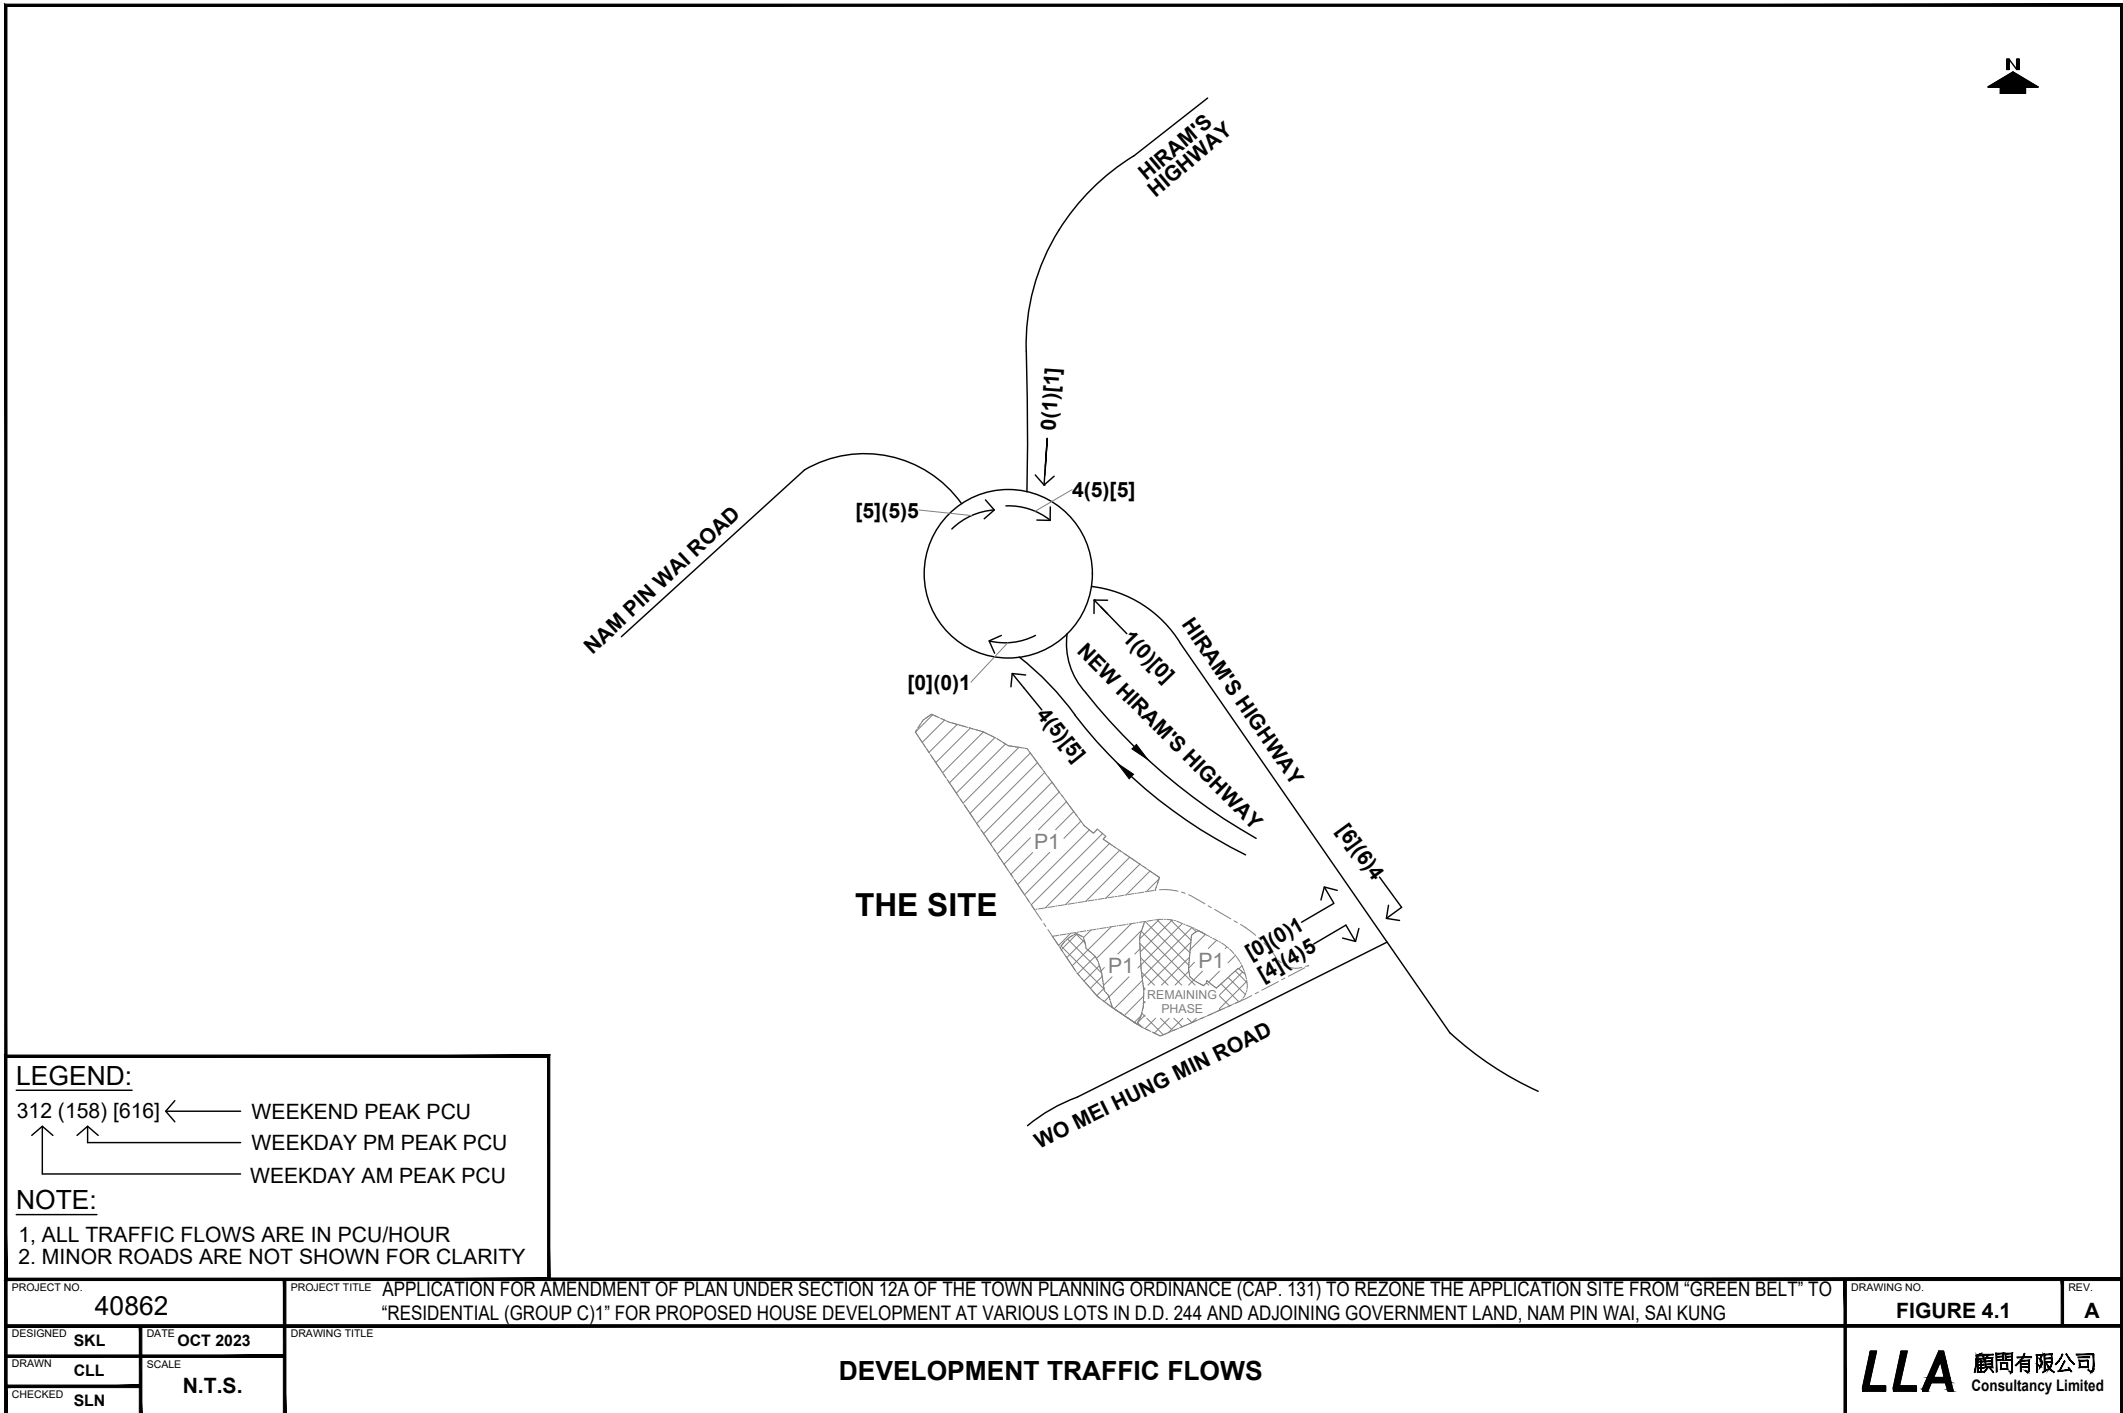 N
HIRAM'S
HIGHWAY
0(1)[1]
4(5)[5]
[5](5)5
NAM PIN WAI ROAD
[0](0)1
1(0)[0]
4(5)[5]
NEW HIRAM'S HIGHWAY
HIRAM'S HIGHWAY
[6](6)4
P1
THE SITE
[0](0)1
[4](4)5
P1
P1
REMAINING
PHASE
WO MEI HUNG MIN ROAD
LEGEND:
312 (158) [616] WEEKEND PEAK PCU
WEEKDAY PM PEAK PCU
WEEKDAY AM PEAK PCU
NOTE:
1, ALL TRAFFIC FLOWS ARE IN PCU/HOUR
2. MINOR ROADS ARE NOT SHOWN FOR CLARITY
PROJECT NO.
40862
PROJECT TITLE APPLICATION FOR AMENDMENT OF PLAN UNDER SECTION 12A OF THE TOWN PLANNING ORDINANCE (CAP. 131) TO REZONE THE APPLICATION SITE FROM “GREEN BELT” TO
“RESIDENTIAL (GROUP C)1” FOR PROPOSED HOUSE DEVELOPMENT AT VARIOUS LOTS IN D.D. 244 AND ADJOINING GOVERNMENT LAND, NAM PIN WAI, SAI KUNG
DRAWING NO.
FIGURE 4.1
REV.
A
DESIGNED SKL
DATE OCT 2023
DRAWN CLL
SCALE
N.T.S.
CHECKED SLN
DRAWING TITLE
DEVELOPMENT TRAFFIC FLOWS
LLA
顧問有限公司
Consultancy Limited